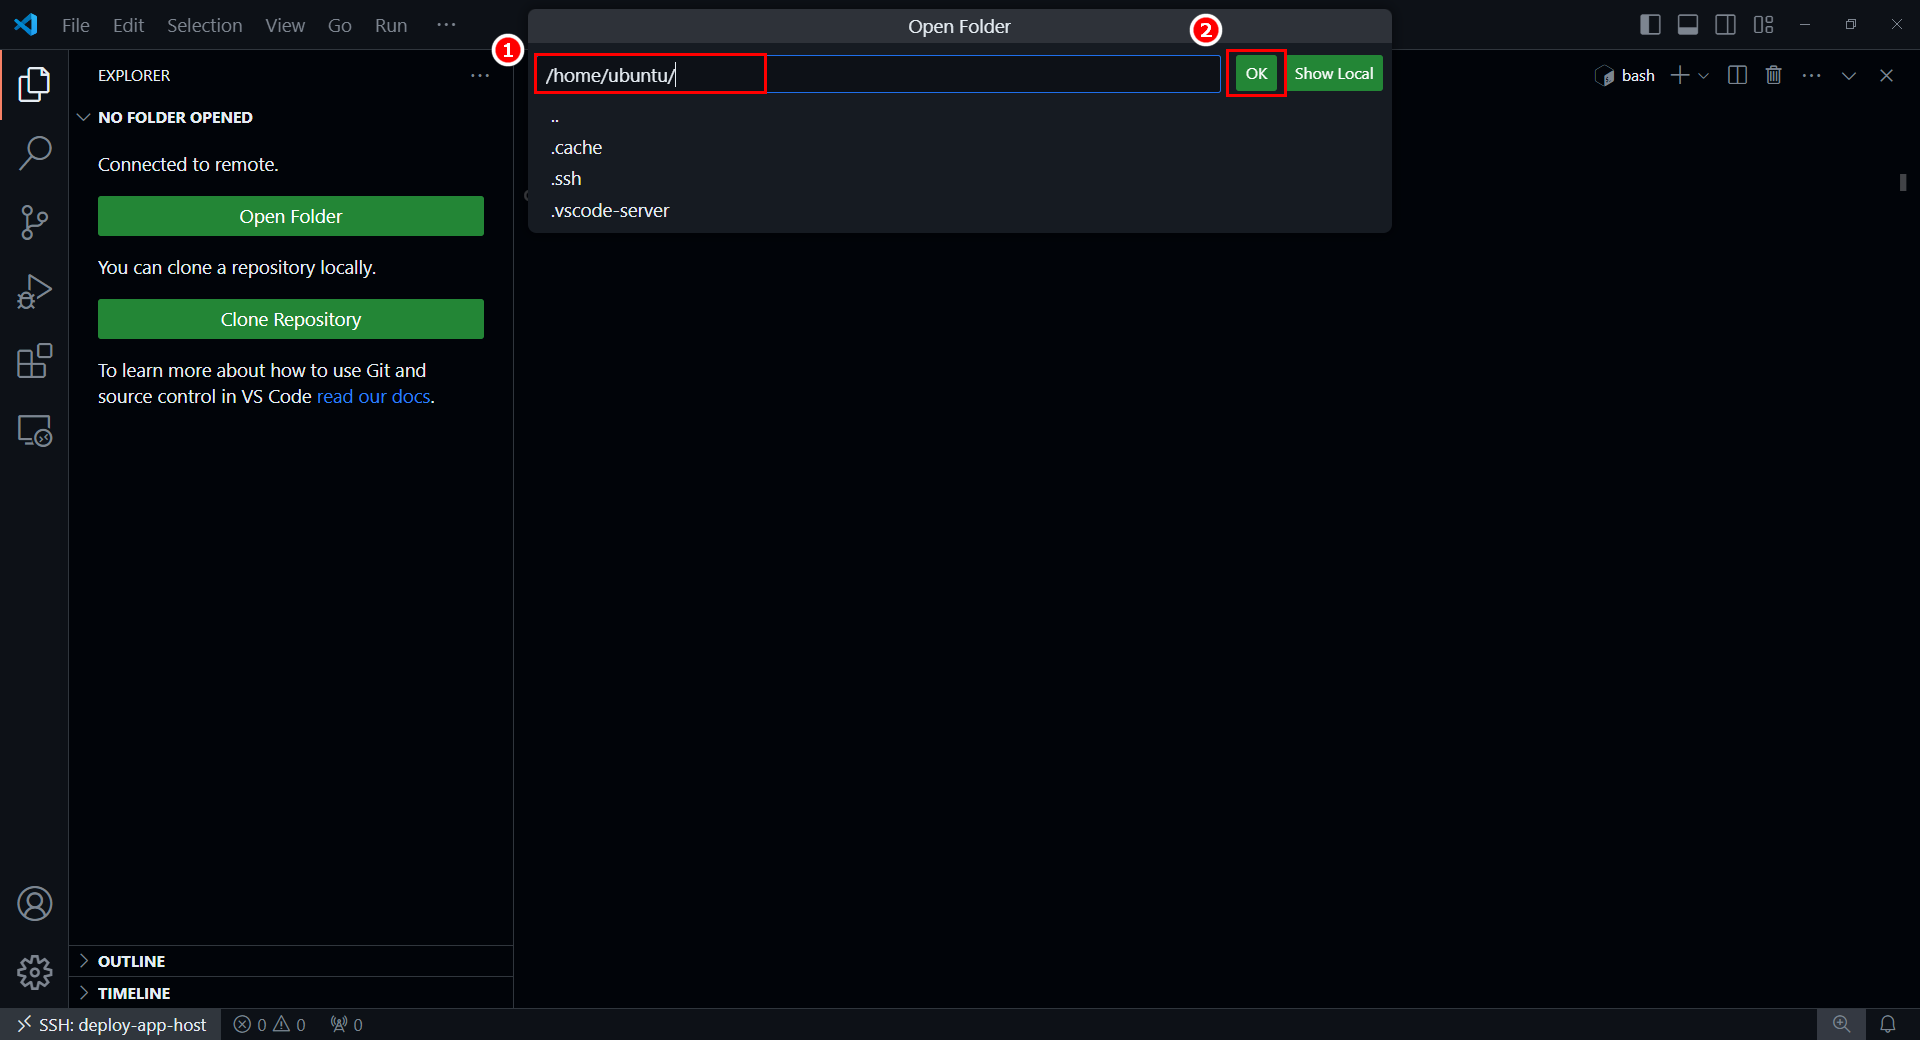 File Edit Selection View Go Run ···
Open Folder
1
2
/home/ubuntu/
OK
Show Local
..
.cache
.ssh
.vscode-server
EXPLORER
NO FOLDER OPENED
Connected to remote.
Open Folder
You can clone a repository locally.
Clone Repository
To learn more about how to use Git and
source control in VS Code read our docs.
bash
OUTLINE
TIMELINE
SSH: deploy-app-host 0 0 0